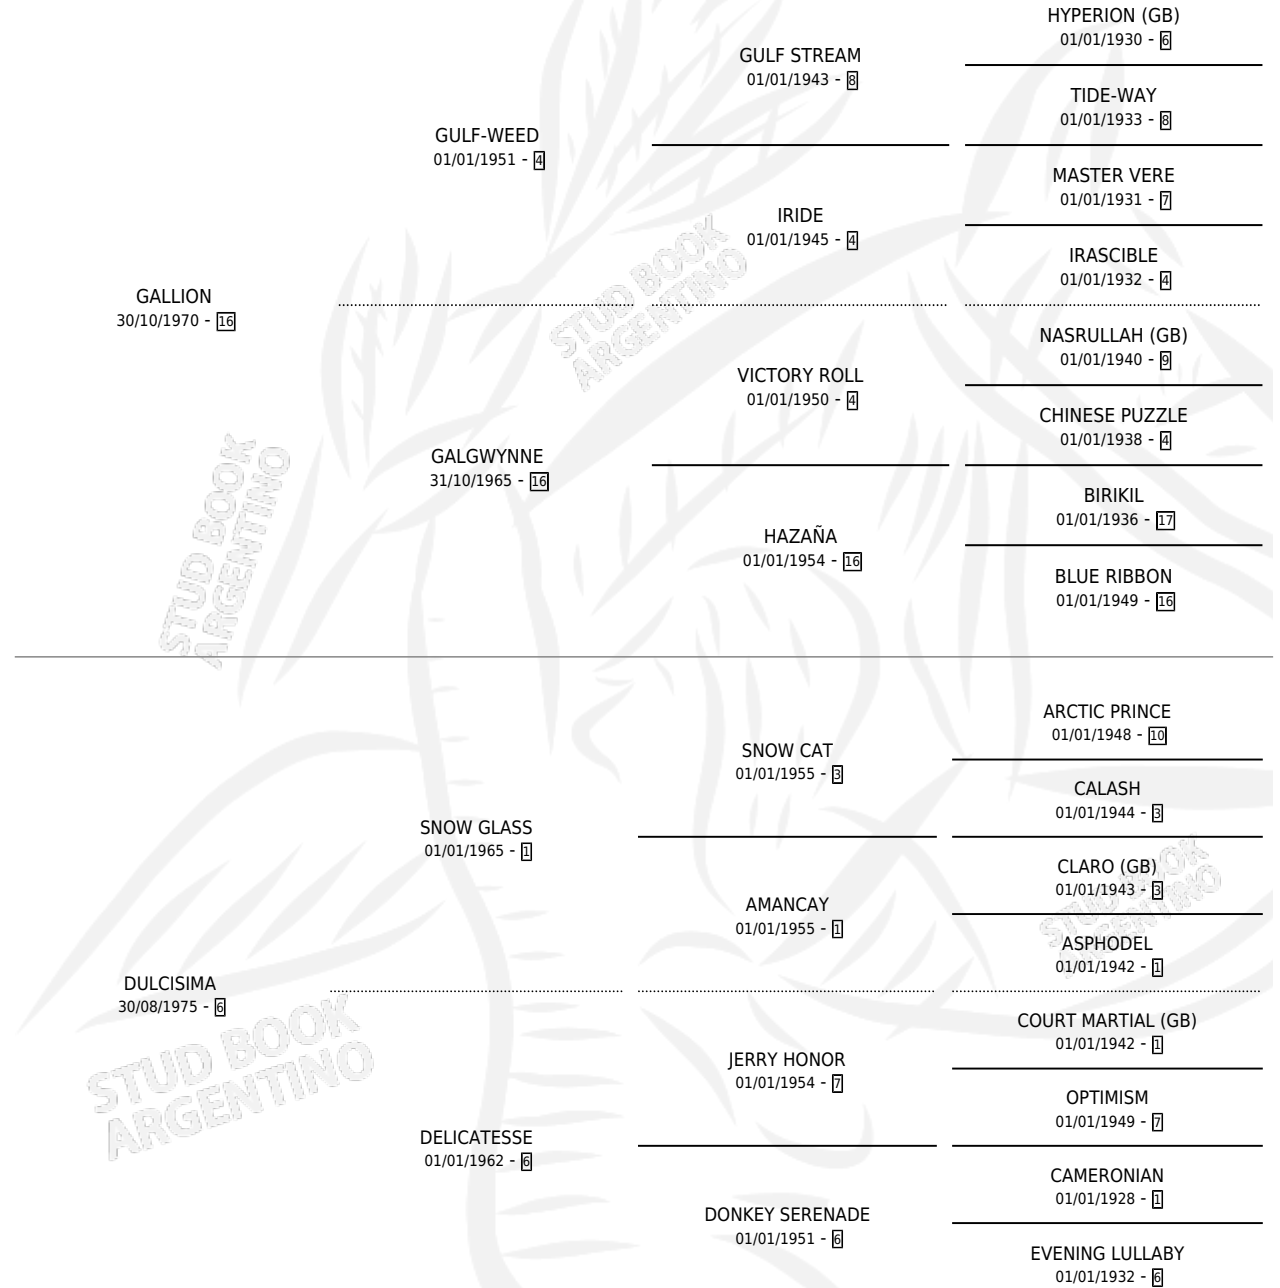 HYPERION (GB)
01/01/1930 - 6
GULF STREAM
01/01/1943 - 8
TIDE-WAY
01/01/1933 - 8
GULF-WEED
01/01/1951 - 4
MASTER VERE
01/01/1931 - 7
IRIDE
01/01/1945 - 4
IRASCIBLE
01/01/1932 - 4
GALLION
30/10/1970 - 16
NASRULLAH (GB)
01/01/1940 - 9
VICTORY ROLL
01/01/1950 - 4
CHINESE PUZZLE
01/01/1938 - 4
GALGWYNNE
31/10/1965 - 16
BIRIKIL
01/01/1936 - 17
HAZAÑA
01/01/1954 - 16
BLUE RIBBON
01/01/1949 - 16
STUD BOOK
ARGENTINO
STUD BOOK
ARGENTINO
ARCTIC PRINCE
01/01/1948 - 10
SNOW CAT
01/01/1955 - 3
CALASH
01/01/1944 - 3
SNOW GLASS
01/01/1965 - 1
CLARO (GB)
01/01/1943 - 3
AMANCAY
01/01/1955 - 1
ASPHODEL
01/01/1942 - 1
STUD BOOK
ARGENTINO
DULCISIMA
30/08/1975 - 6
COURT MARTIAL (GB)
01/01/1942 - 1
JERRY HONOR
01/01/1954 - 7
OPTIMISM
01/01/1949 - 7
STUD BOOK
ARGENTINO
DELICATESSE
01/01/1962 - 6
CAMERONIAN
01/01/1928 - 1
DONKEY SERENADE
01/01/1951 - 6
EVENING LULLABY
01/01/1932 - 6